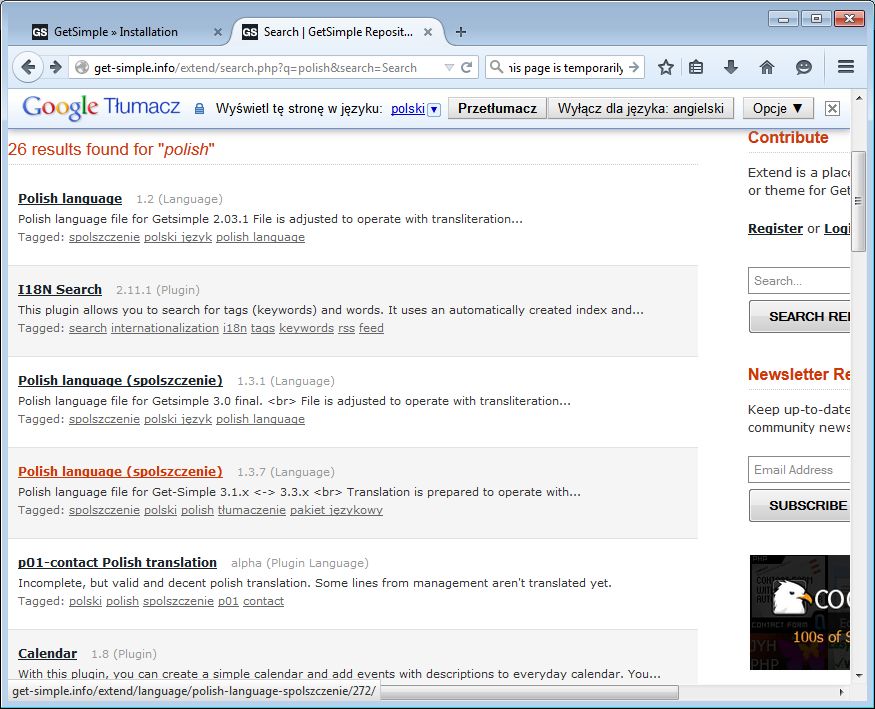 GS GetSimple » Installation
GS Search | GetSimple Reposit...
get-simple.info/extend/search.php?q=polish&search=Search
his page is temporarily
Google Tłumacz Wyświetl tę stronę w języku: polski Przetłumacz Wyłącz dla języka: angielski Opcje ▼
26 results found for "polish"
Polish language 1.2 (Language)
Polish language file for Getsimple 2.03.1 File is adjusted to operate with transliteration...
Tagged: spolszczenie polski język polish language
I18N Search 2.11.1 (Plugin)
This plugin allows you to search for tags (keywords) and words. It uses an automatically created index and...
Tagged: search internationalization i18n tags keywords rss feed
Polish language (spolszczenie) 1.3.1 (Language)
Polish language file for Getsimple 3.0 final. <br> File is adjusted to operate with transliteration...
Tagged: spolszczenie polski język polish language
Polish language (spolszczenie) 1.3.7 (Language)
Polish language file for Get-Simple 3.1.x <-> 3.3.x <br> Translation is prepared to operate with...
Tagged: spolszczenie polski polish tłumaczenie pakiet językowy
p01-contact Polish translation alpha (Plugin Language)
Incomplete, but valid and decent polish translation. Some lines from management aren't translated yet.
Tagged: polski polish spolszczenie p01 contact
Calendar 1.8 (Plugin)
With this plugin, you can create a simple calendar and add events with descriptions to everyday calendar. You...
get-simple.info/extend/language/polish-language-spolszczenie/272/
Contribute
Extend is a place
or theme for Get
Register or Logi
Search...
SEARCH RE
Newsletter Re
Keep up-to-date
community news
Email Address
SUBSCRIBE
100s of S